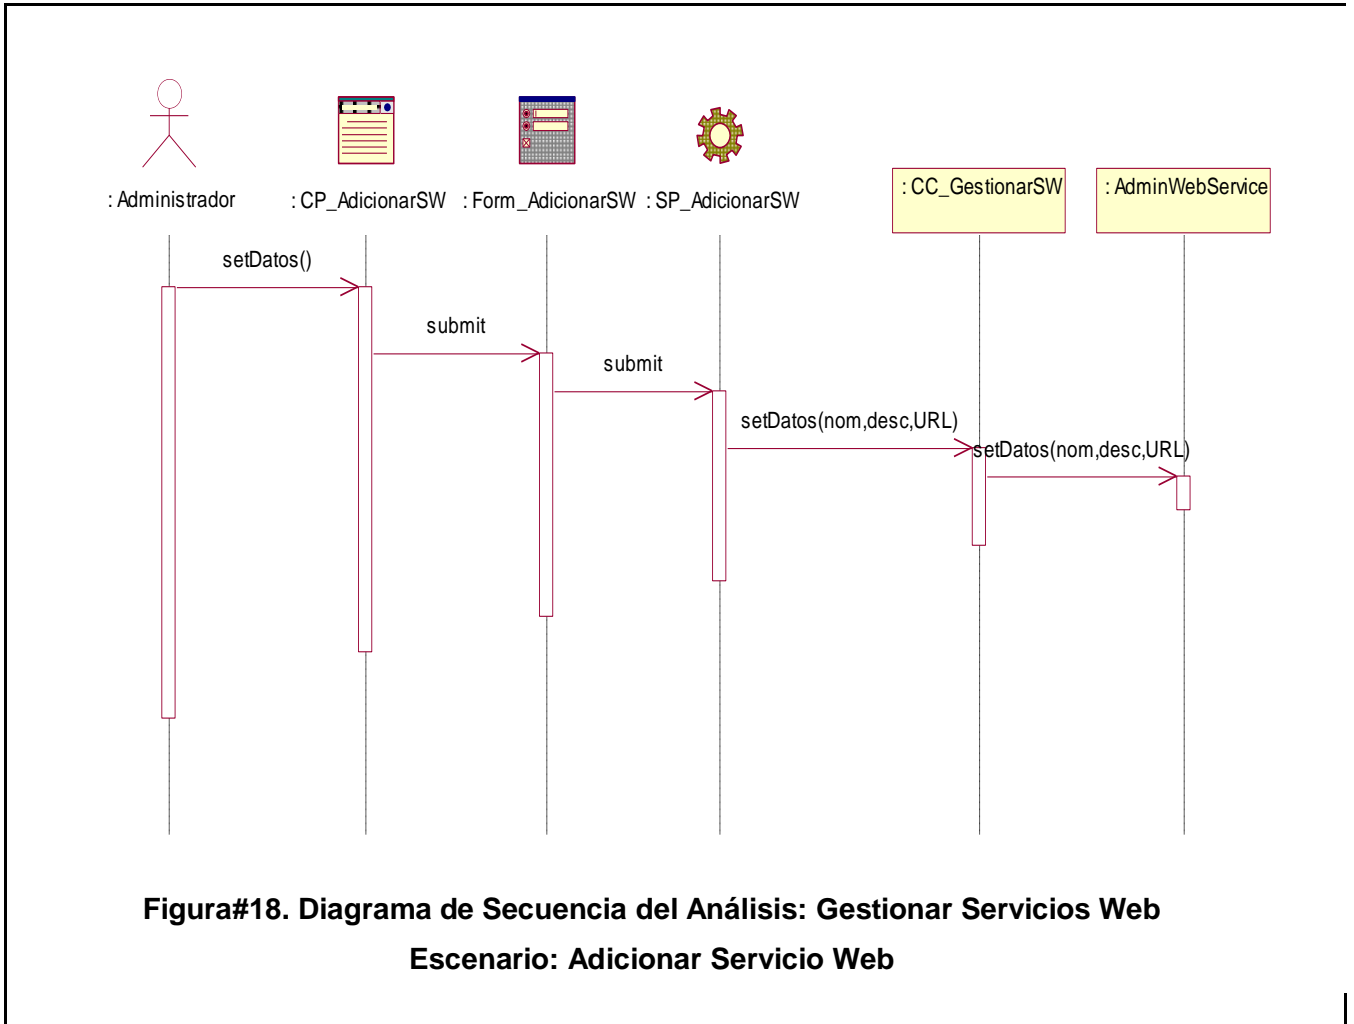 : Administrador
: CP_AdicionarSW
: Form_AdicionarSW
: SP_AdicionarSW
: CC_GestionarSW
: AdminWebService
setDatos()
submit
submit
setDatos(nom,desc,URL)
setDatos(nom,desc,URL)
Figura#18. Diagrama de Secuencia del Análisis: Gestionar Servicios Web
Escenario: Adicionar Servicio Web